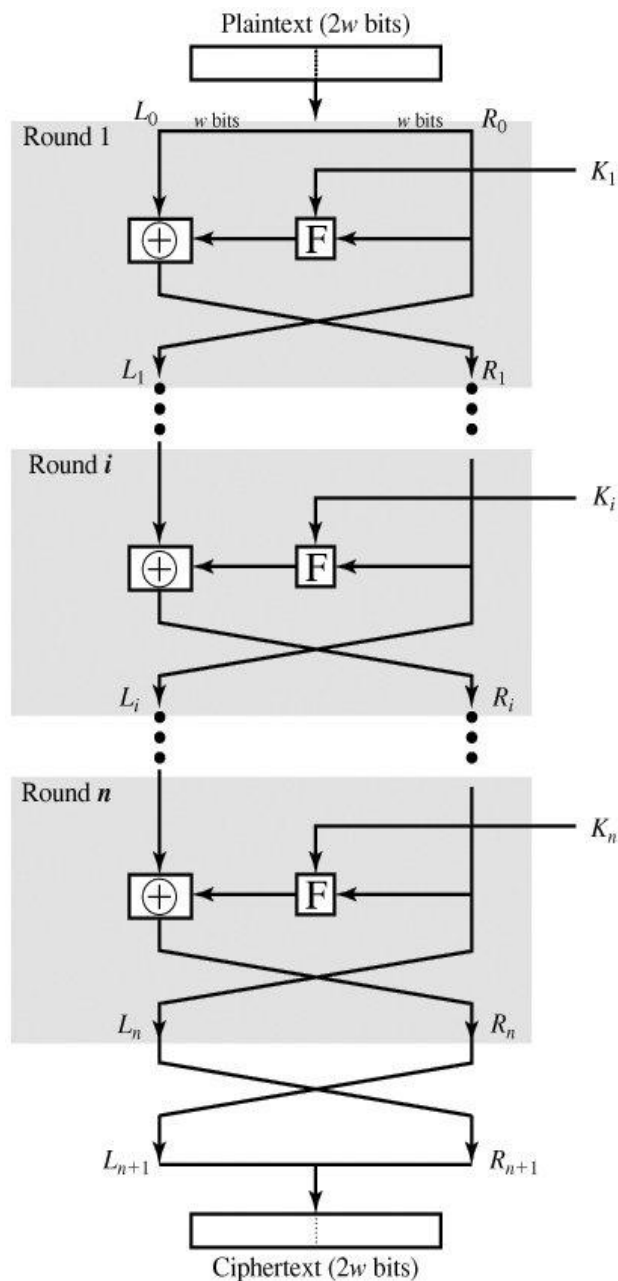 Plaintext (2w bits)
L₀ w bits w bits R₀
Round 1
K₁
⊕ F
L₁ R₁
Round i
Kᵢ
⊕ F
Lᵢ Rᵢ
Round n
Kₙ
⊕ F
Lₙ Rₙ
Lₙ₊₁ Rₙ₊₁
Ciphertext (2w bits)